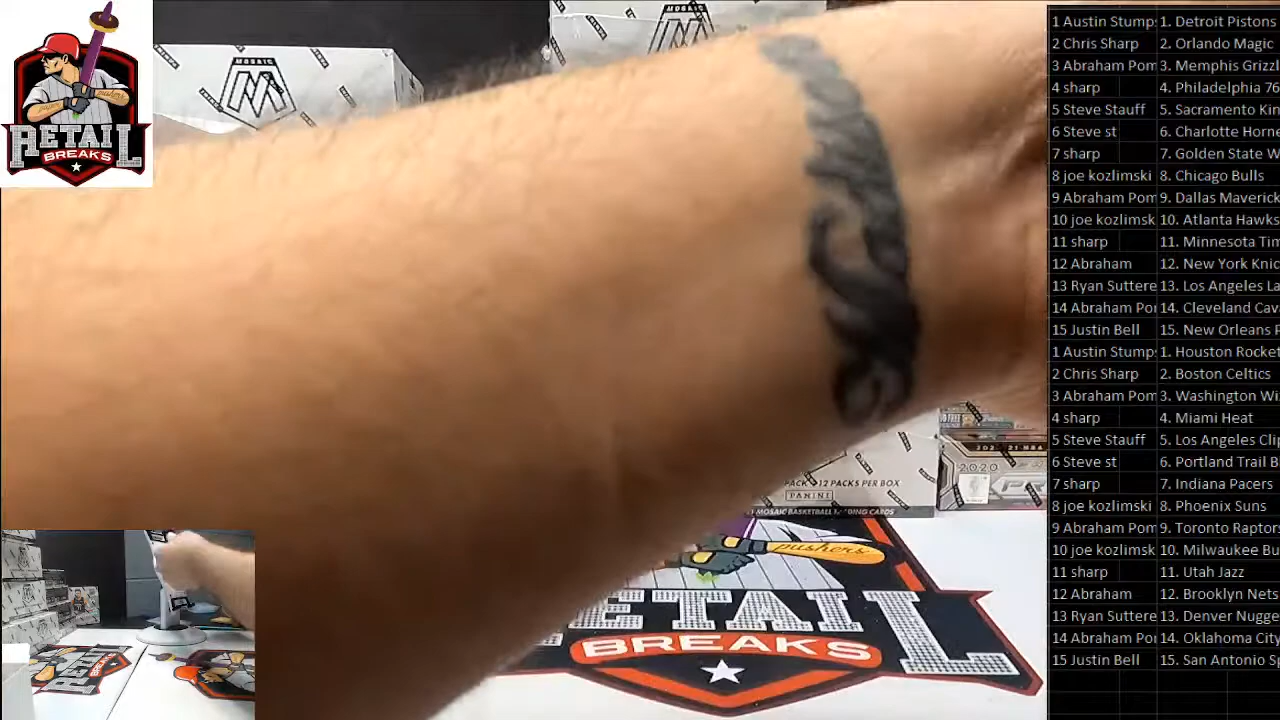 MOSAIC
RETAIL
BREAKS
1 Austin Stump 1. Detroit Pistons
2 Chris Sharp 2. Orlando Magic
3 Abraham Pom 3. Memphis Grizzl
4 sharp 4. Philadelphia 76
5 Steve Stauff 5. Sacramento Kin
6 Steve st 6. Charlotte Horne
7 sharp 7. Golden State W
8 joe kozlimski 8. Chicago Bulls
9 Abraham Pom 9. Dallas Maverick
10 joe kozlimsk 10. Atlanta Hawks
11 sharp 11. Minnesota Tim
12 Abraham 12. New York Knic
13 Ryan Suttere 13. Los Angeles La
14 Abraham Po 14. Cleveland Cav
15 Justin Bell 15. New Orleans P
1 Austin Stump 1. Houston Rocket
2 Chris Sharp 2. Boston Celtics
3 Abraham Pom 3. Washington Wi
4 sharp 4. Miami Heat
5 Steve Stauff 5. Los Angeles Cli
6 Steve st 6. Portland Trail B
7 sharp 7. Indiana Pacers
8 joe kozlimski 8. Phoenix Suns
9 Abraham Pom 9. Toronto Raptors
10 joe kozlimsk 10. Milwaukee Bu
11 sharp 11. Utah Jazz
12 Abraham 12. Brooklyn Nets
13 Ryan Suttere 13. Denver Nugge
14 Abraham Po 14. Oklahoma City
15 Justin Bell 15. San Antonio Sp
PACK 12 PACKS PER BOX
PANINI
MOSAIC BASKETBALL TRADING CARDS
2020
PR
pushers
ETAIL
BREAKS